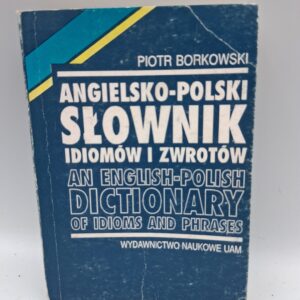 PIOTR BORKOWSKI
ANGIELSKO-POLSKI
SŁOWNIK
IDIOMÓW I ZWROTÓW
AN ENGLISH-POLISH
DICTIONARY
OF IDIOMS AND PHRASES
WYDAWNICTWO NAUKOWE UAM